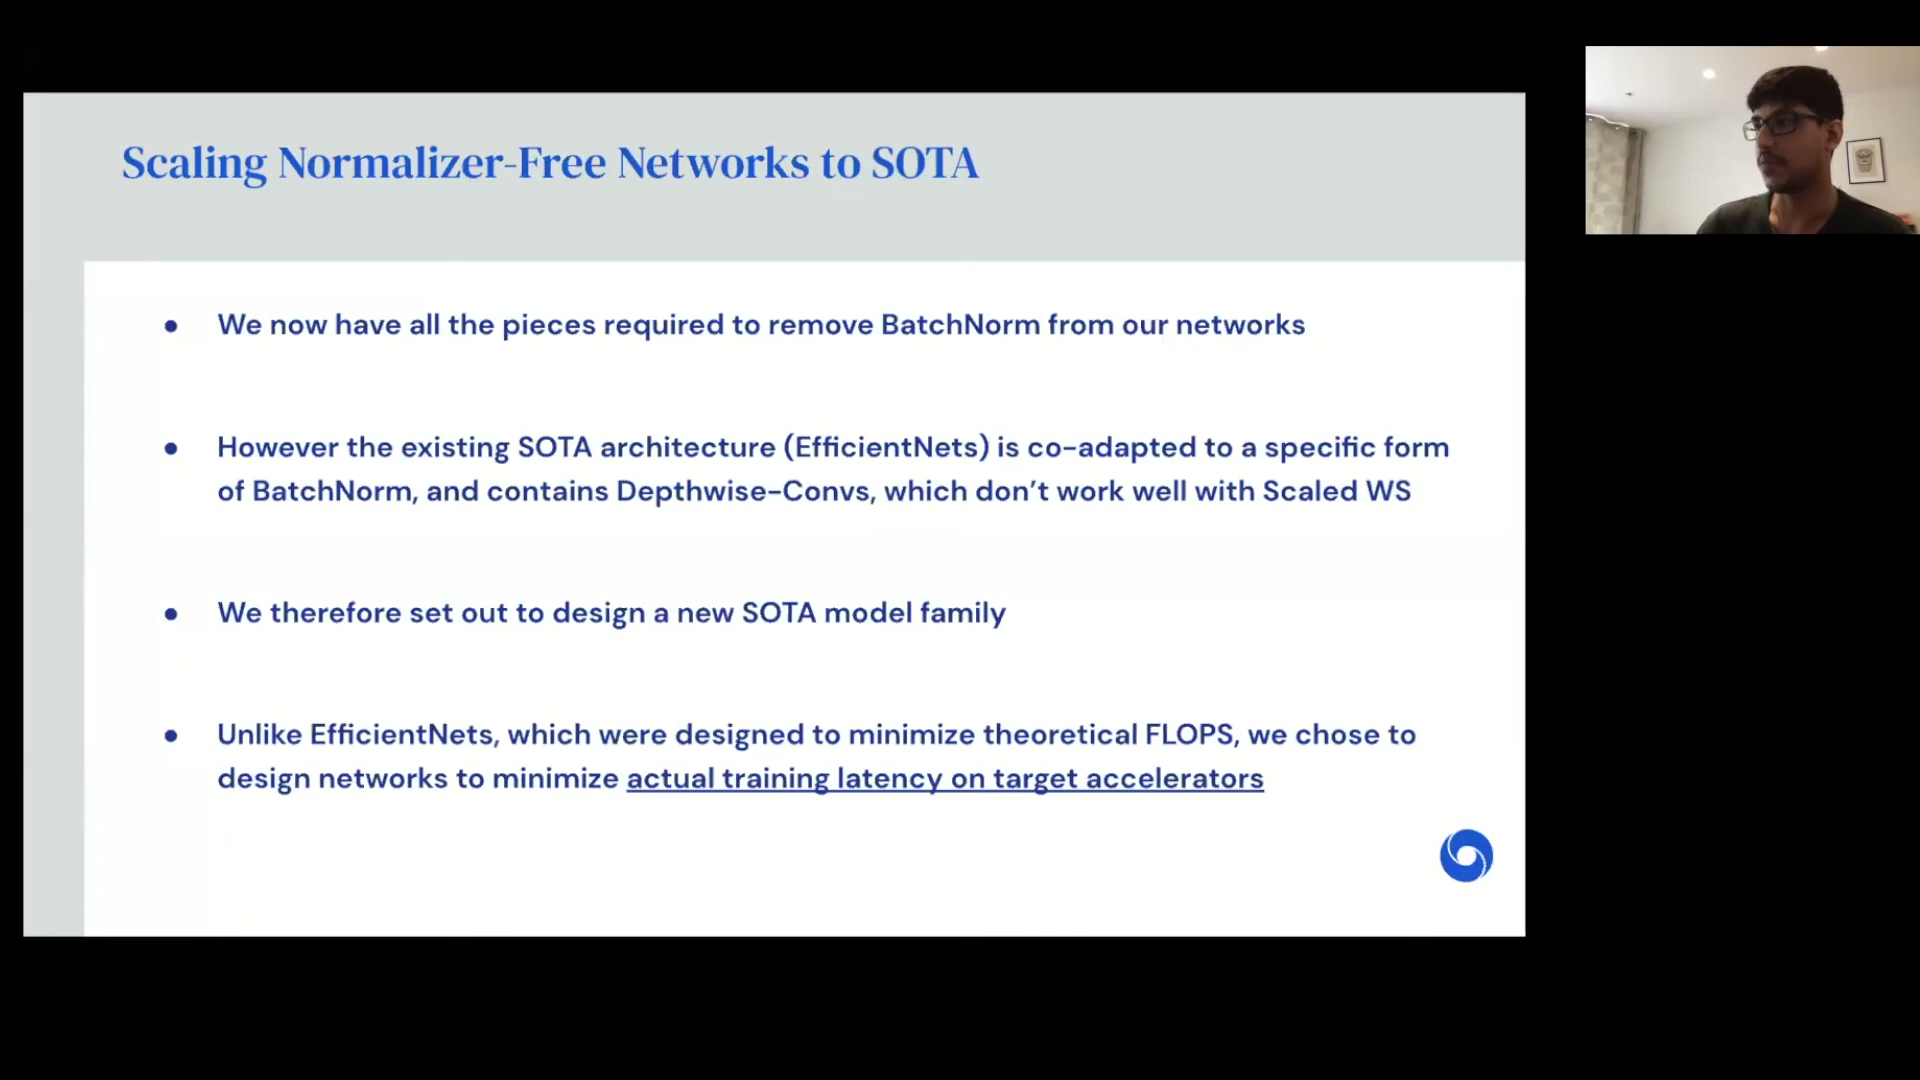 Scaling Normalizer-Free Networks to SOTA
● We now have all the pieces required to remove BatchNorm from our networks
● However the existing SOTA architecture (EfficientNets) is co-adapted to a specific form
of BatchNorm, and contains Depthwise-Convs, which don’t work well with Scaled WS
● We therefore set out to design a new SOTA model family
● Unlike EfficientNets, which were designed to minimize theoretical FLOPS, we chose to
design networks to minimize actual training latency on target accelerators